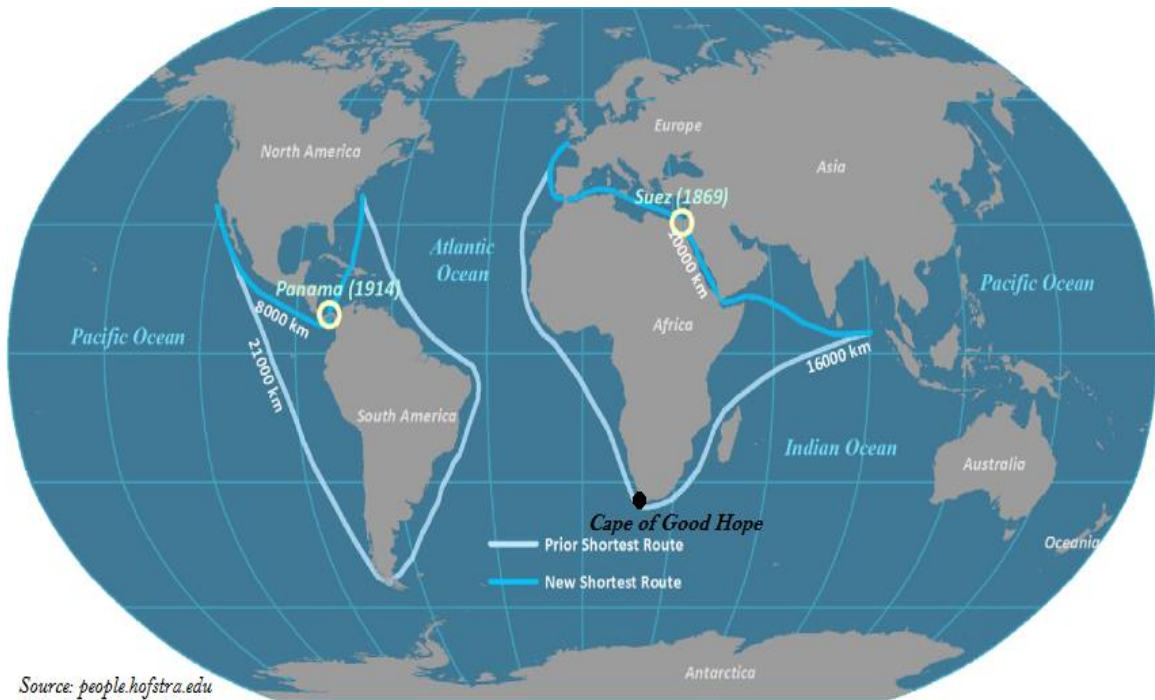 North America
Europe
Asia
Suez (1869)
10000 km
Atlantic
Ocean
Pacific Ocean
Panama (1914)
8000 km
Africa
Pacific Ocean
21000 km
16000 km
South America
Indian Ocean
Australia
Cape of Good Hope
Prior Shortest Route
Oceania
New Shortest Route
Antarctica
Source: people.hofstra.edu